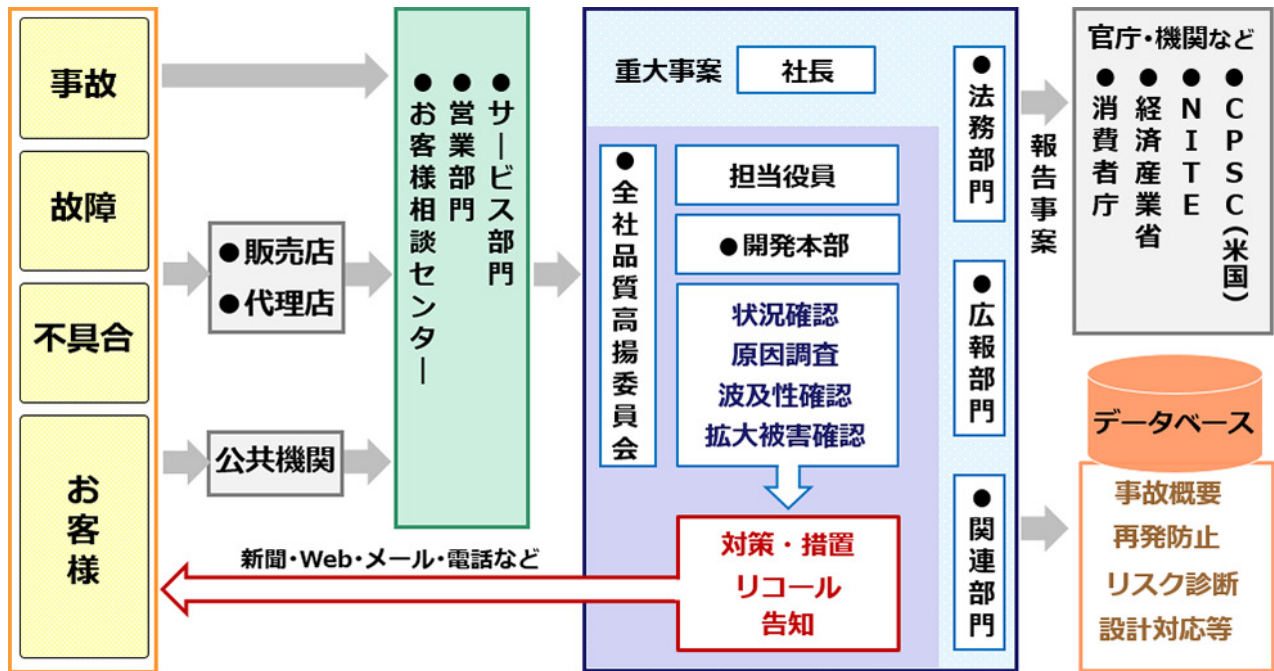 事故
故障
不具合
お客様
●販売店
●代理店
公共機関
●サービス部門
●営業部門
●お客様相談センター
新聞・Web・メール・電話など
重大事案
社長
●全社品質高揚委員会
担当役員
●開発本部
状況確認
原因調査
波及性確認
拡大被害確認
対策・措置
リコール
告知
●法務部門
●広報部門
●関連部門
報告事案
官庁・機関など
●消費者庁
●経済産業省
●NITE
●CPSC(米国)
データベース
事故概要
再発防止
リスク診断
設計対応等